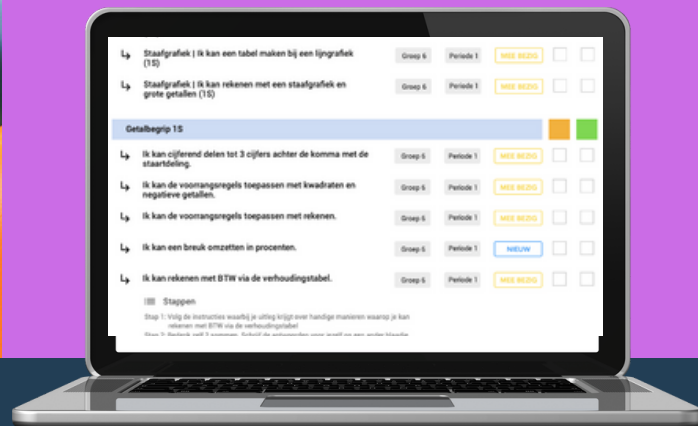 Staafgrafiek | Ik kan een tabel maken bij een lijngrafiek
(1S)
Groep 6 Periode 1 MEE BEZIG
Staafgrafiek | Ik kan rekenen met een staafgrafiek en
grote getallen (1S)
Groep 6 Periode 1 MEE BEZIG
Getalbegrip 1S
Ik kan cijferend delen tot 3 cijfers achter de komma met de
staartdeling.
Groep 6 Periode 1 MEE BEZIG
Ik kan de voorrangsregels toepassen met kwadraten en
negatieve getallen.
Groep 6 Periode 1 MEE BEZIG
Ik kan de voorrangsregels toepassen met rekenen.
Groep 6 Periode 1 MEE BEZIG
Ik kan een breuk omzetten in procenten.
Groep 6 Periode 1 NIEUW
Ik kan rekenen met BTW via de verhoudingstabel.
Groep 6 Periode 1 MEE BEZIG
Stappen
Stap 1: Volg de instructies waarbij je uitleg krijgt over handige manieren waarop je kan
rekenen met BTW via de verhoudingstabel